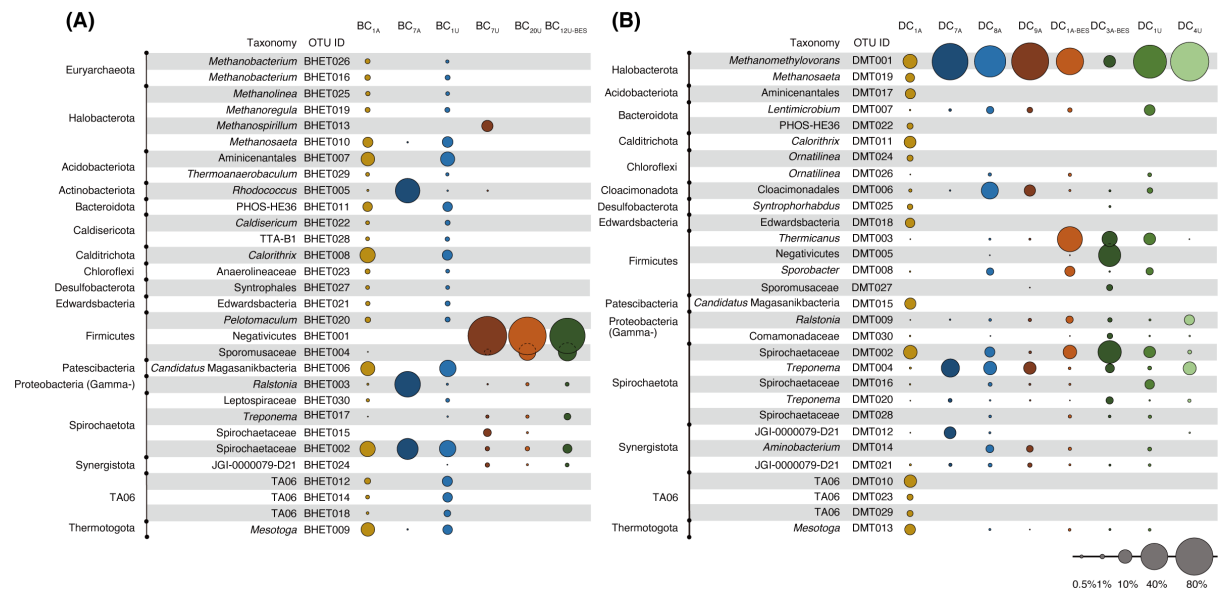 (A)
BC1A BC7A BC1U BC7U BC20U BC12U-BES
Taxonomy OTU ID
Euryarchaeota
Methanobacterium BHET026
Methanobacterium BHET016
Halobacterota
Methanolinea BHET025
Methanoregula BHET019
Methanospirillum BHET013
Methanosaeta BHET010
Acidobacteriota
Aminicenantales BHET007
Thermoanaerobaculum BHET029
Actinobacteriota
Rhodococcus BHET005
Bacteroidota
PHOS-HE36 BHET011
Caldisericota
Caldisericum BHET022
TTA-B1 BHET028
Calditrichota
Calorithrix BHET008
Chloroflexi
Anaerolineaceae BHET023
Desulfobacterota
Syntrophales BHET027
Edwardsbacteria
Edwardsbacteria BHET021
Firmicutes
Pelotomaculum BHET020
Negativicutes BHET001
Sporomusaceae BHET004
Patescibacteria
Candidatus Magasanikbacteria BHET006
Proteobacteria (Gamma-)
Ralstonia BHET003
Spirochaetota
Leptospiraceae BHET030
Treponema BHET017
Spirochaetaceae BHET015
Spirochaetaceae BHET002
Synergistota
JGI-0000079-D21 BHET024
TA06
TA06 BHET012
TA06 BHET014
TA06 BHET018
Thermotogota
Mesotoga BHET009
(B)
DC1A DC7A DC8A DC9A DC1A-BES DC3A-BES DC1U DC4U
Taxonomy OTU ID
Halobacterota
Methanomethylovorans DMT001
Methanosaeta DMT019
Acidobacteriota
Aminicenantales DMT017
Bacteroidota
Lentimicrobium DMT007
PHOS-HE36 DMT022
Calditrichota
Calorithrix DMT011
Chloroflexi
Ornatilinea DMT024
Ornatilinea DMT026
Cloacimonadota
Cloacimonadales DMT006
Desulfobacterota
Syntrophorhabdus DMT025
Edwardsbacteria
Edwardsbacteria DMT018
Firmicutes
Thermicanus DMT003
Negativicutes DMT005
Sporobacter DMT008
Sporomusaceae DMT027
Patescibacteria
Candidatus Magasanikbacteria DMT015
Proteobacteria
(Gamma-)
Ralstonia DMT009
Comamonadaceae DMT030
Spirochaetota
Spirochaetaceae DMT002
Treponema DMT004
Spirochaetaceae DMT016
Treponema DMT020
Spirochaetaceae DMT028
Synergistota
JGI-0000079-D21 DMT012
Aminobacterium DMT014
JGI-0000079-D21 DMT021
TA06
TA06 DMT010
TA06 DMT023
TA06 DMT029
Thermotogota
Mesotoga DMT013
0.5% 1% 10% 40% 80%